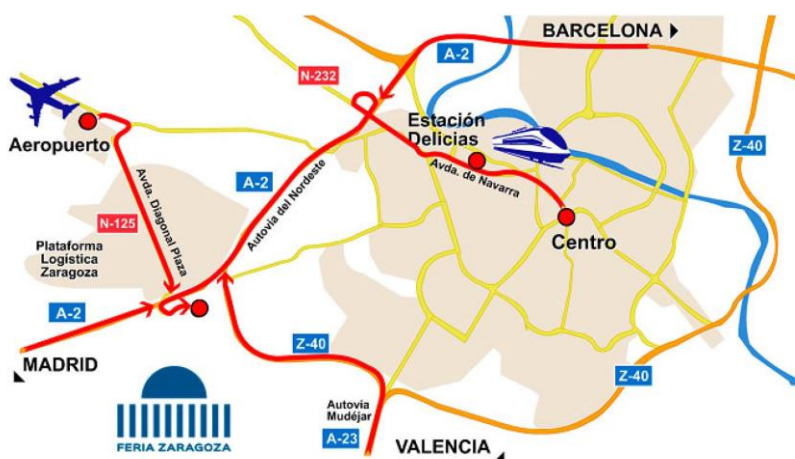 BARCELONA
A-2
N-232
Estación
Delicias
Aeropuerto
Avda. de Navarra
Z-40
A-2
Autovía del Nordeste
Avda. Diagonal Plaza
N-125
Centro
Plataforma
Logística
Zaragoza
A-2
MADRID
Z-40
Z-40
Autovía
Mudéjar
A-23
VALENCIA
FERIA ZARAGOZA